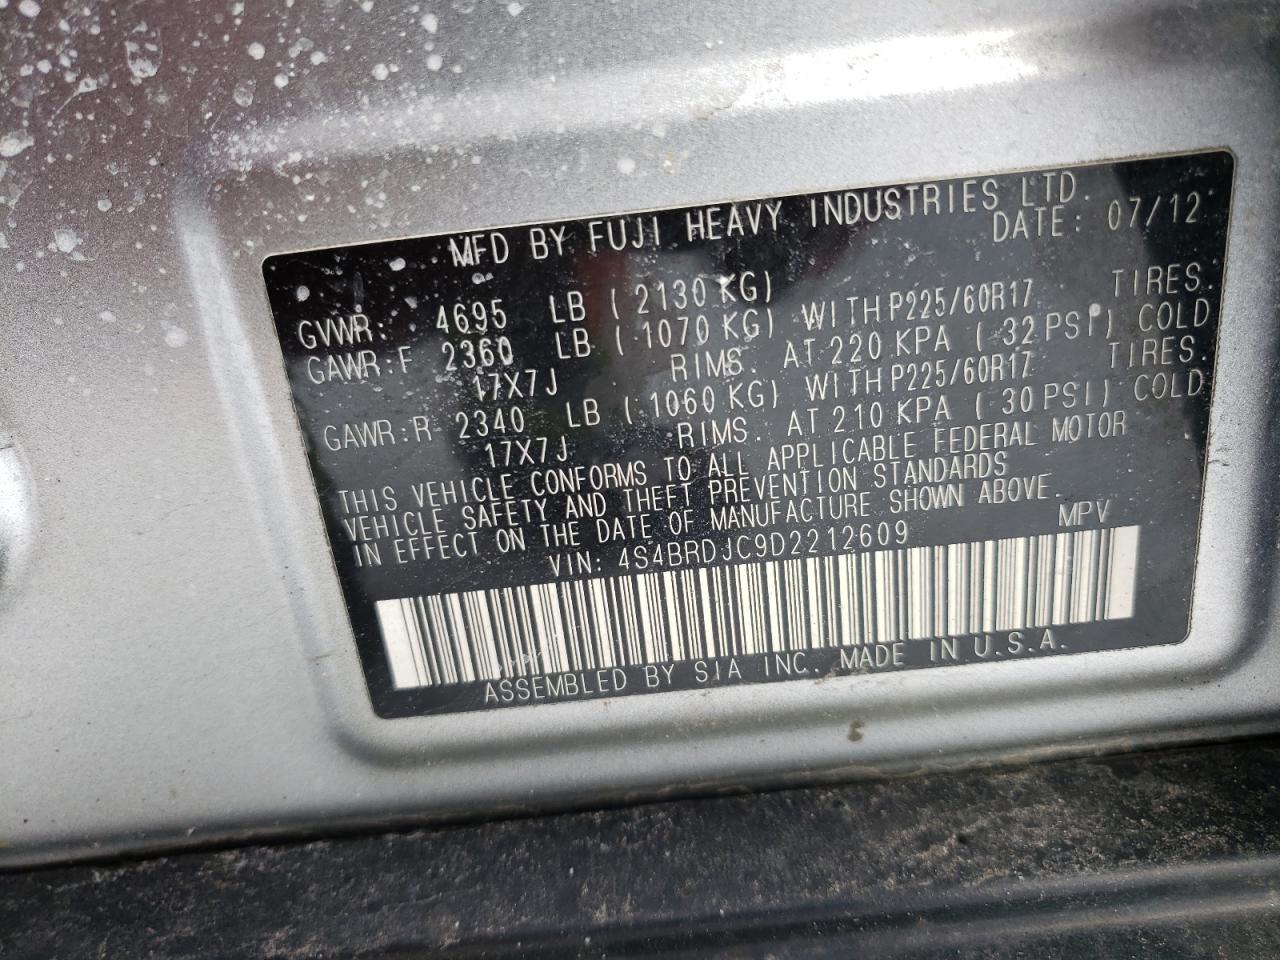 MFD BY FUJI HEAVY INDUSTRIES LTD.
DATE: 07/12
GVWR: 4695 LB ( 2130 KG)
GAWR:F 2360 LB ( 1070 KG) WITH P225/60R17 TIRES.
17X7J RIMS. AT 220 KPA ( 32 PSI) COLD
GAWR:R 2340 LB ( 1060 KG) WITH P225/60R17 TIRES.
17X7J RIMS. AT 210 KPA ( 30 PSI) COLD
THIS VEHICLE CONFORMS TO ALL APPLICABLE FEDERAL MOTOR
VEHICLE SAFETY AND THEFT PREVENTION STANDARDS
IN EFFECT ON THE DATE OF MANUFACTURE SHOWN ABOVE.
VIN: 4S4BRDJC9D2212609 MPV
ASSEMBLED BY SIA INC. MADE IN U.S.A.